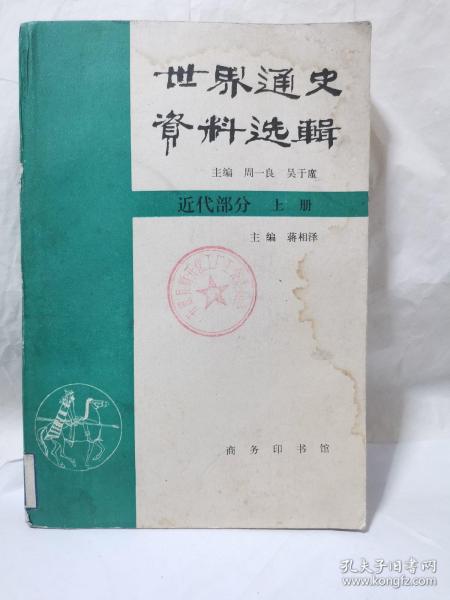 世界通史
资料选辑
主编 周一良 吴于廑
近代部分 上册
主编 蒋相泽
商务印书馆
孔夫子旧书网
www.kongfz.com